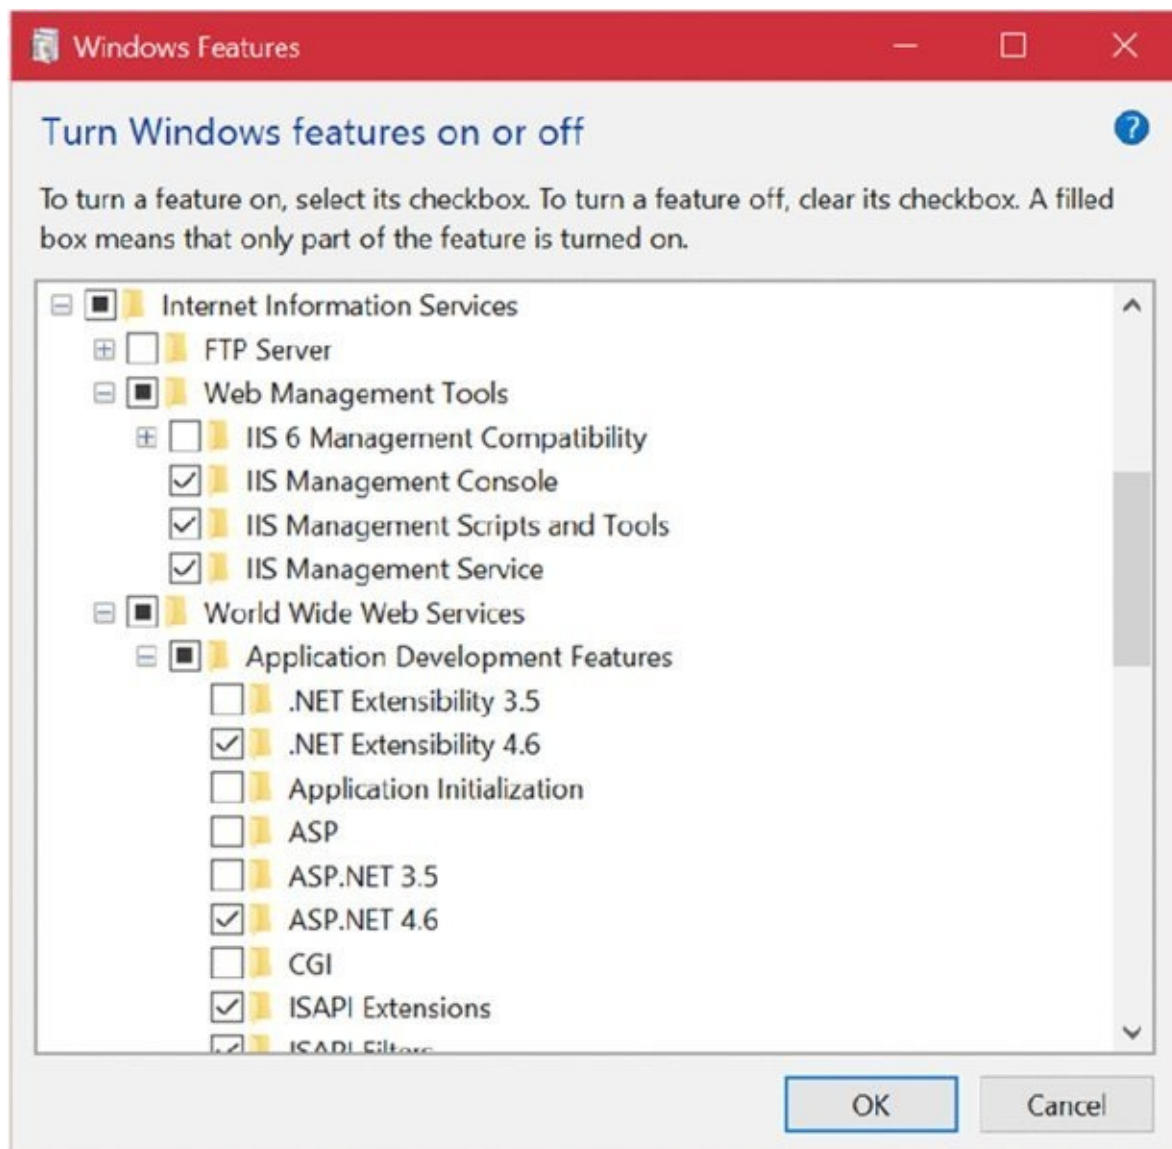 Windows Features
Turn Windows features on or off
To turn a feature on, select its checkbox. To turn a feature off, clear its checkbox. A filled
box means that only part of the feature is turned on.
Internet Information Services
FTP Server
Web Management Tools
IIS 6 Management Compatibility
IIS Management Console
IIS Management Scripts and Tools
IIS Management Service
World Wide Web Services
Application Development Features
.NET Extensibility 3.5
.NET Extensibility 4.6
Application Initialization
ASP
ASP.NET 3.5
ASP.NET 4.6
CGI
ISAPI Extensions
ISAPI Filters
OK Cancel